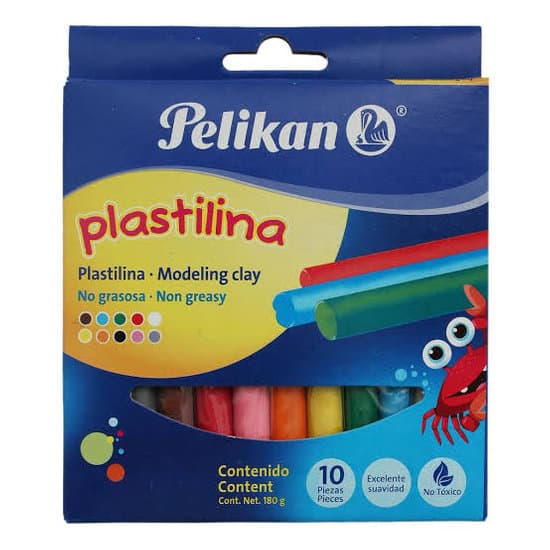 Pelikan ®
plastilina
Plastilina · Modeling clay
No grasosa · Non greasy
Contenido
Content
Cont. Net. 180 g
10
Piezas
Pieces
Excelente
suavidad
No Tóxico